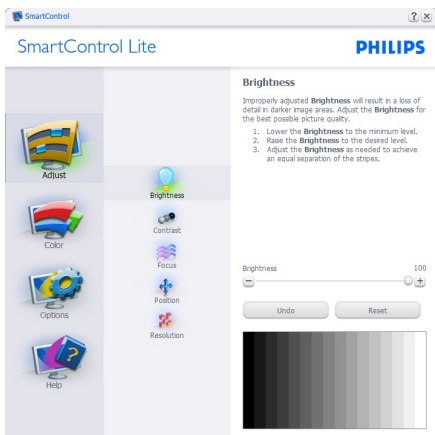 SmartControl
SmartControl Lite
PHILIPS
Adjust
Color
Options
Help
Brightness
Contrast
Focus
Position
Resolution
Brightness
Improperly adjusted Brightness will result in a loss of
detail in darker image areas. Adjust the Brightness for
the best possible picture quality.
1. Lower the Brightness to the minimum level.
2. Raise the Brightness to the desired level.
3. Adjust the Brightness as needed to achieve
an equal separation of the stripes.
Brightness 100
Undo Reset